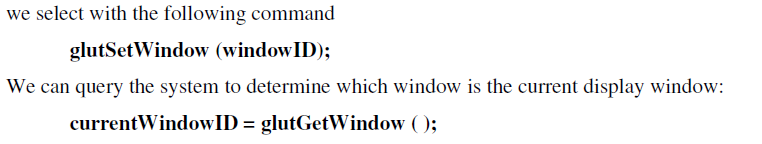 we select with the following command
glutSetWindow (windowID);
We can query the system to determine which window is the current display window:
currentWindowID = glutGetWindow ( );